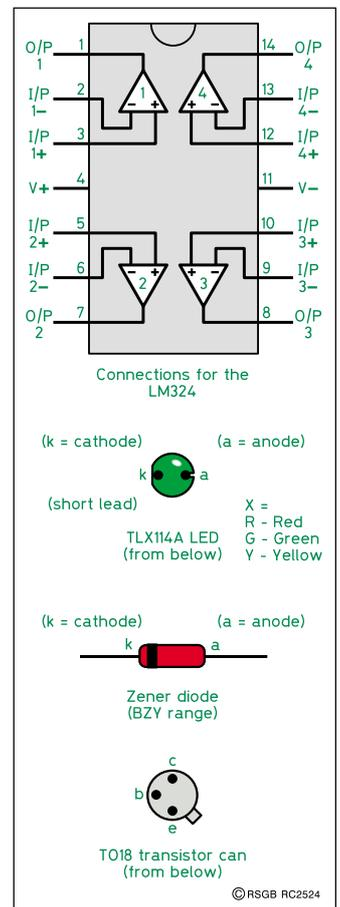 O/P 1 1 14 O/P 4
I/P 1− 2 13 I/P 4−
1 4
− + + −
I/P 1+ 3 12 I/P 4+
V+ 4 11 V−
I/P 2+ 5 10 I/P 3+
I/P 2− 6 9 I/P 3−
− + + −
2 3
O/P 2 7 8 O/P 3
Connections for the
LM324
(k = cathode) (a = anode)
k a
(short lead)
X =
R - Red
G - Green
Y - Yellow
TLX114A LED
(from below)
(k = cathode) (a = anode)
k a
Zener diode
(BZY range)
c
b
e
TO18 transistor can
(from below)
© RSGB RC2524